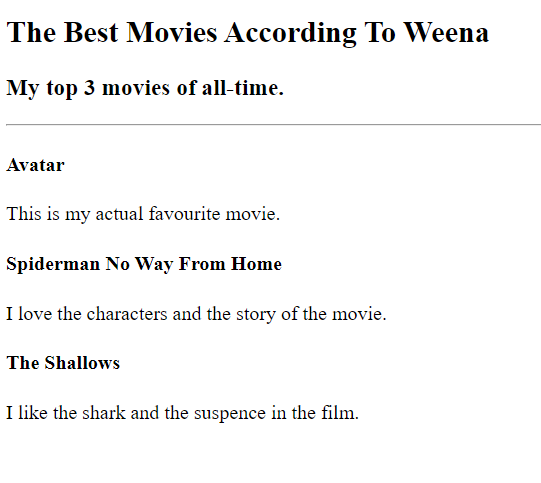 The Best Movies According To Weena
My top 3 movies of all-time.
Avatar
This is my actual favourite movie.
Spiderman No Way From Home
I love the characters and the story of the movie.
The Shallows
I like the shark and the suspence in the film.